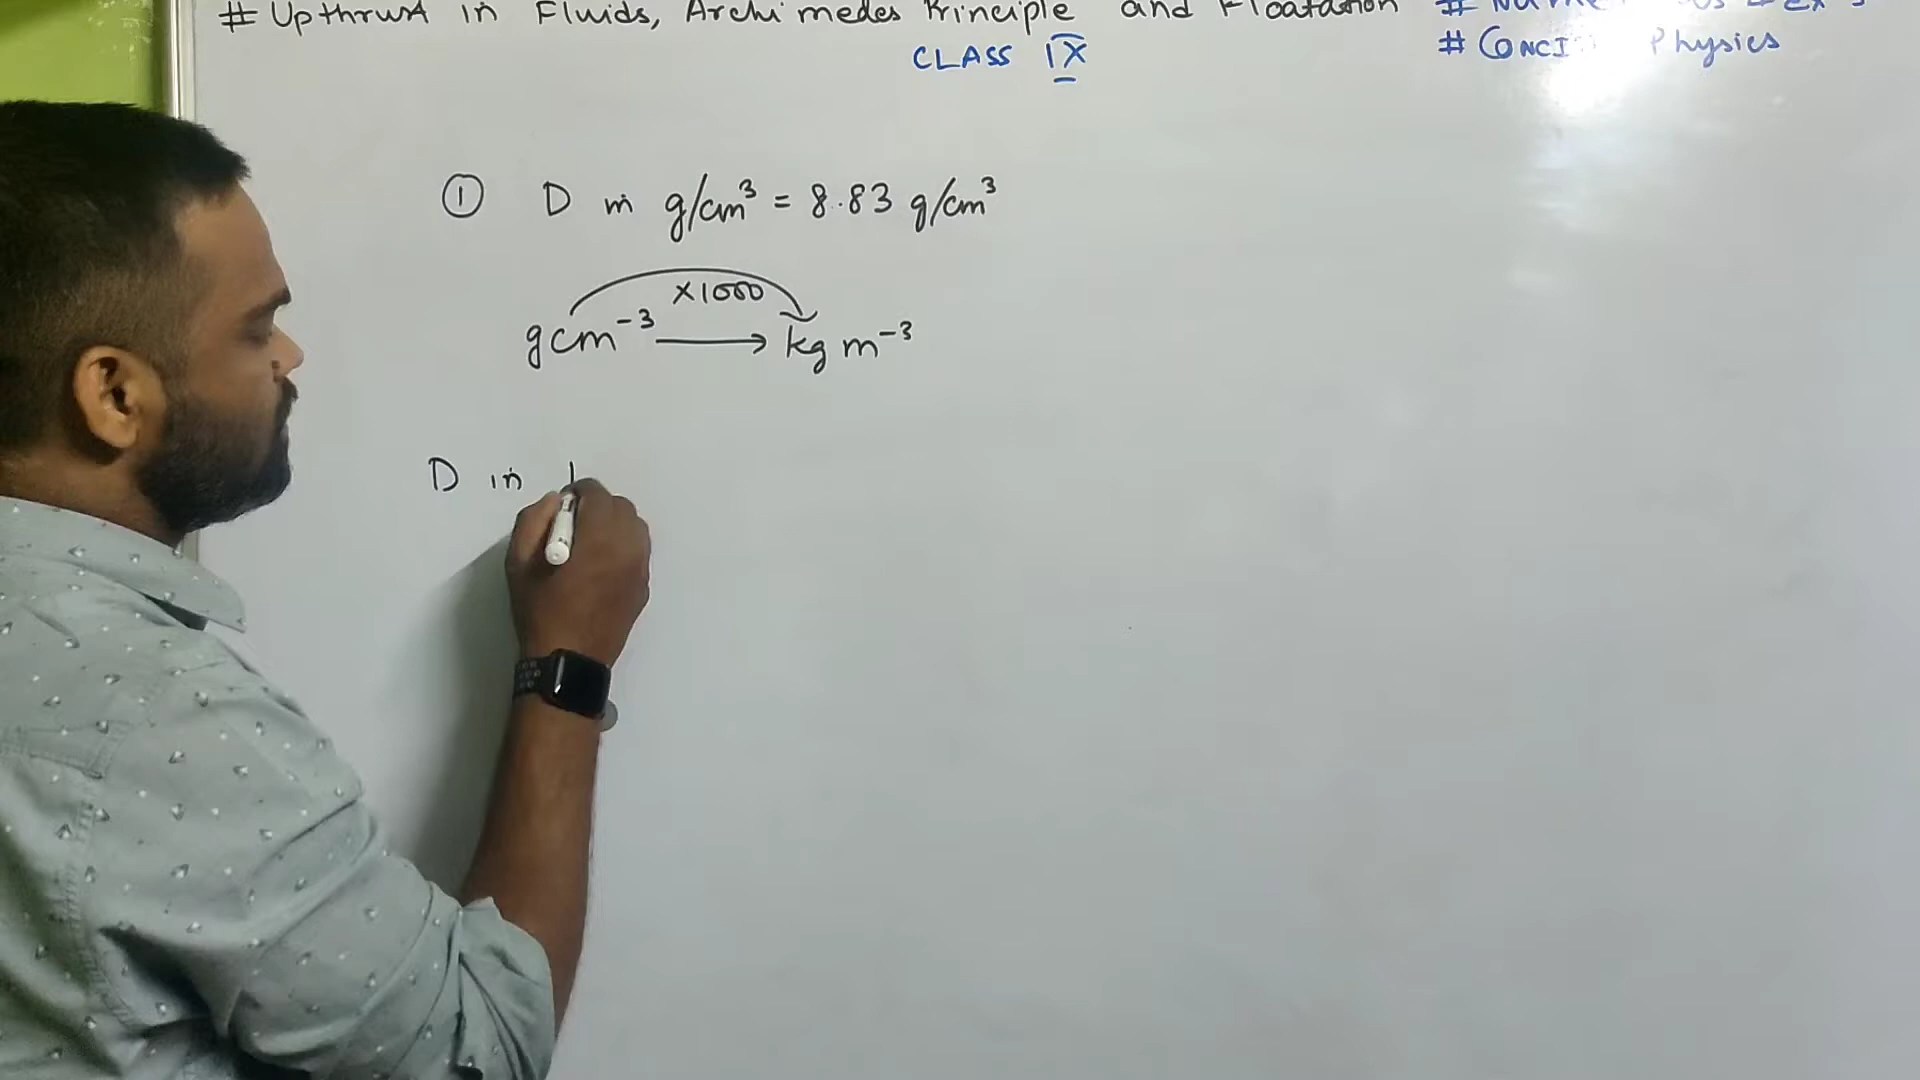 # Upthrust in Fluids, Archimedes Principle and Floatation #
CLASS IX
# Physics
① D in g/cm³ = 8.83 g/cm³
×1000
gcm⁻³ → kg m⁻³
D in